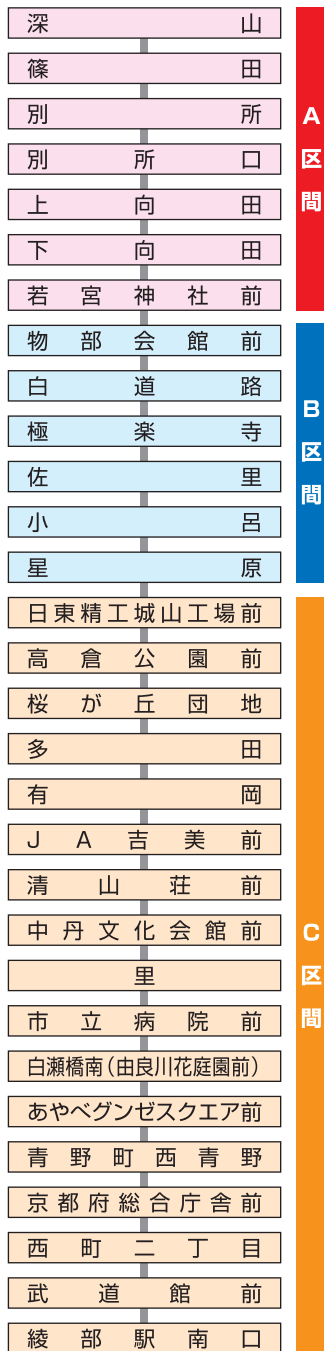 深山
篠田
別所
別所口
上向田
下向田
若宮神社前
A区間
物部会館前
白道路
極楽寺
佐里
小呂
星原
B区間
日東精工城山工場前
高倉公園前
桜が丘団地
多田
有岡
JA吉美前
清山荘前
中丹文化会館前
里
市立病院前
白瀬橋南(由良川花庭園前)
あやべグンゼスクエア前
青野町西青野
京都府総合庁舎前
西町二丁目
武道館前
綾部駅南口
C区間